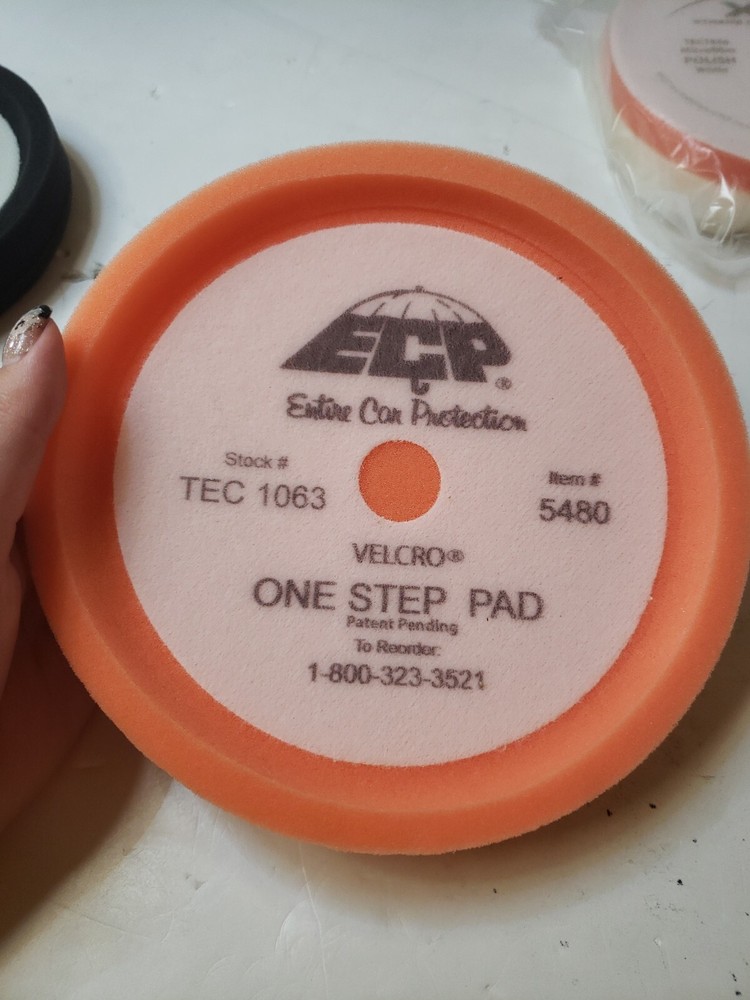 ECP®
Entire Car Protection
Stock #
TEC 1063
Item #
5480
VELCRO®
ONE STEP PAD
Patent Pending
To Reorder:
1-800-323-3521
POLISH